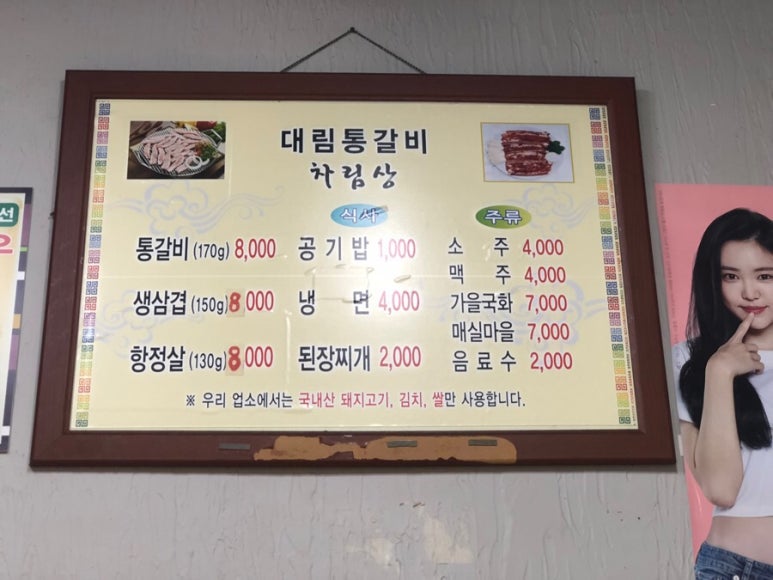 대림통갈비
차림상
식사 주류
통갈비(170g) 8,000 공기밥 1,000 소 주 4,000
맥 주 4,000
생삼겹(150g) 8 000 냉 면 4,000 가을국화 7,000
매실마을 7,000
항정살(130g) 8 000 된장찌개 2,000 음료수 2,000
※ 우리 업소에서는 국내산 돼지고기, 김치, 쌀만 사용합니다.
선